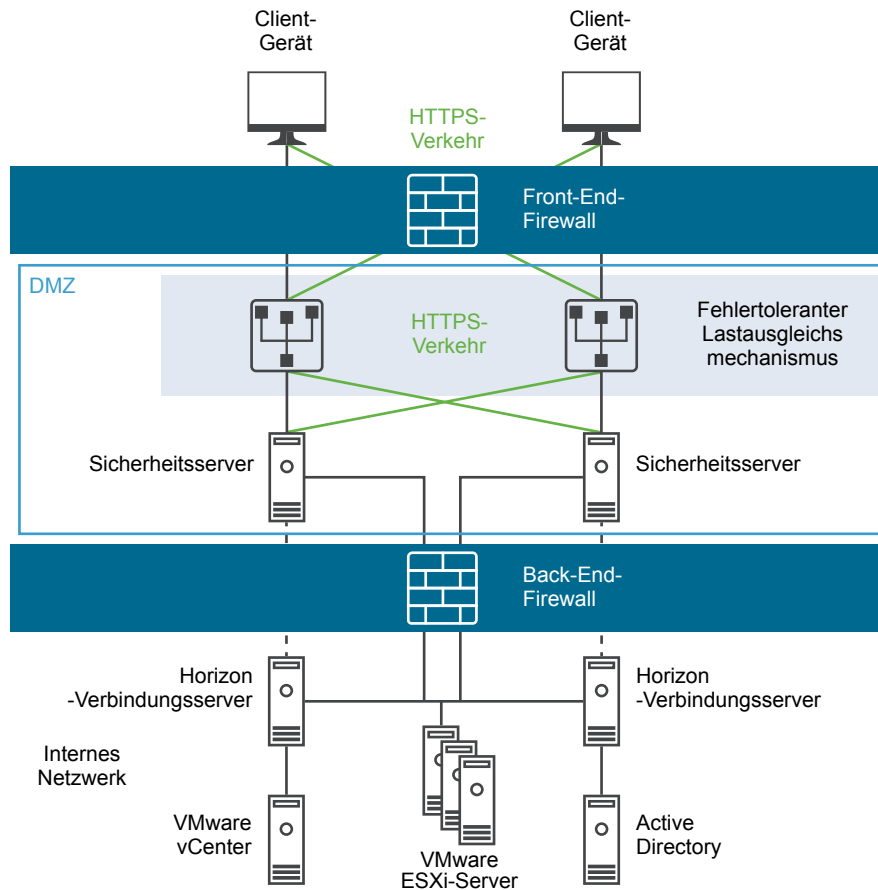 Client-
Gerät
Client-
Gerät
HTTPS-
Verkehr
Front-End-
Firewall
DMZ
HTTPS-
Verkehr
Fehlertoleranter
Lastausgleichs
mechanismus
Sicherheitsserver
Sicherheitsserver
Back-End-
Firewall
Horizon
-Verbindungsserver
Horizon
-Verbindungsserver
Internes
Netzwerk
VMware
vCenter
VMware
ESXi-Server
Active
Directory